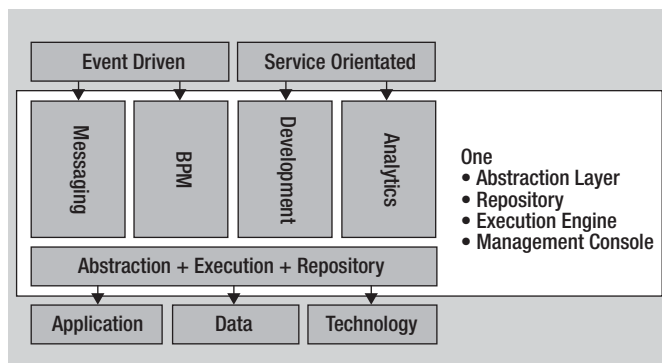 Event Driven
Service Orientated
Messaging
BPM
Development
Analytics
One
• Abstraction Layer
• Repository
• Execution Engine
• Management Console
Abstraction + Execution + Repository
Application
Data
Technology